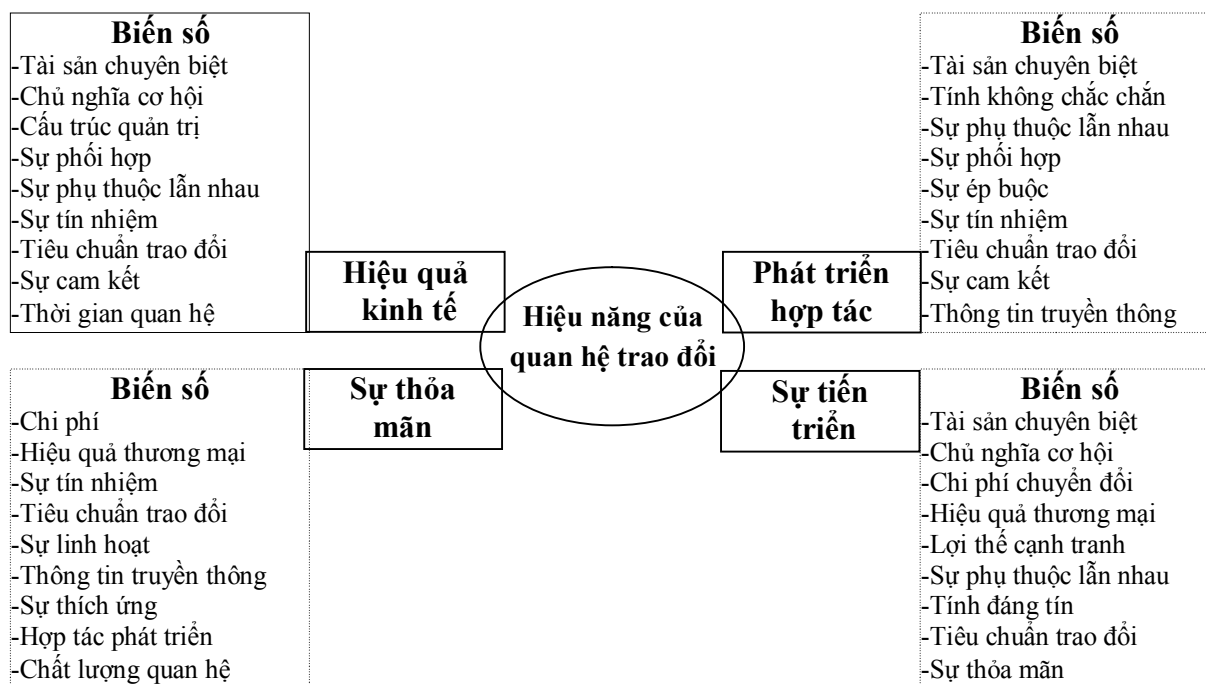 Biến số
-Tài sản chuyên biệt
-Chủ nghĩa cơ hội
-Cấu trúc quản trị
-Sự phối hợp
-Sự phụ thuộc lẫn nhau
-Sự tín nhiệm
-Tiêu chuẩn trao đổi
-Sự cam kết
-Thời gian quan hệ
Hiệu quả
kinh tế
Biến số
-Tài sản chuyên biệt
-Tính không chắc chắn
-Sự phụ thuộc lẫn nhau
-Sự phối hợp
-Sự ép buộc
-Sự tín nhiệm
-Tiêu chuẩn trao đổi
-Sự cam kết
-Thông tin truyền thông
Phát triển
hợp tác
Hiệu năng của
quan hệ trao đổi
Biến số
-Chi phí
-Hiệu quả thương mại
-Sự tín nhiệm
-Tiêu chuẩn trao đổi
-Sự linh hoạt
-Thông tin truyền thông
-Sự thích ứng
-Hợp tác phát triển
-Chất lượng quan hệ
Sự thỏa
mãn
Sự tiến
triển
Biến số
-Tài sản chuyên biệt
-Chủ nghĩa cơ hội
-Chi phí chuyển đổi
-Hiệu quả thương mại
-Lợi thế cạnh tranh
-Sự phụ thuộc lẫn nhau
-Tính đáng tín
-Tiêu chuẩn trao đổi
-Sự thỏa mãn